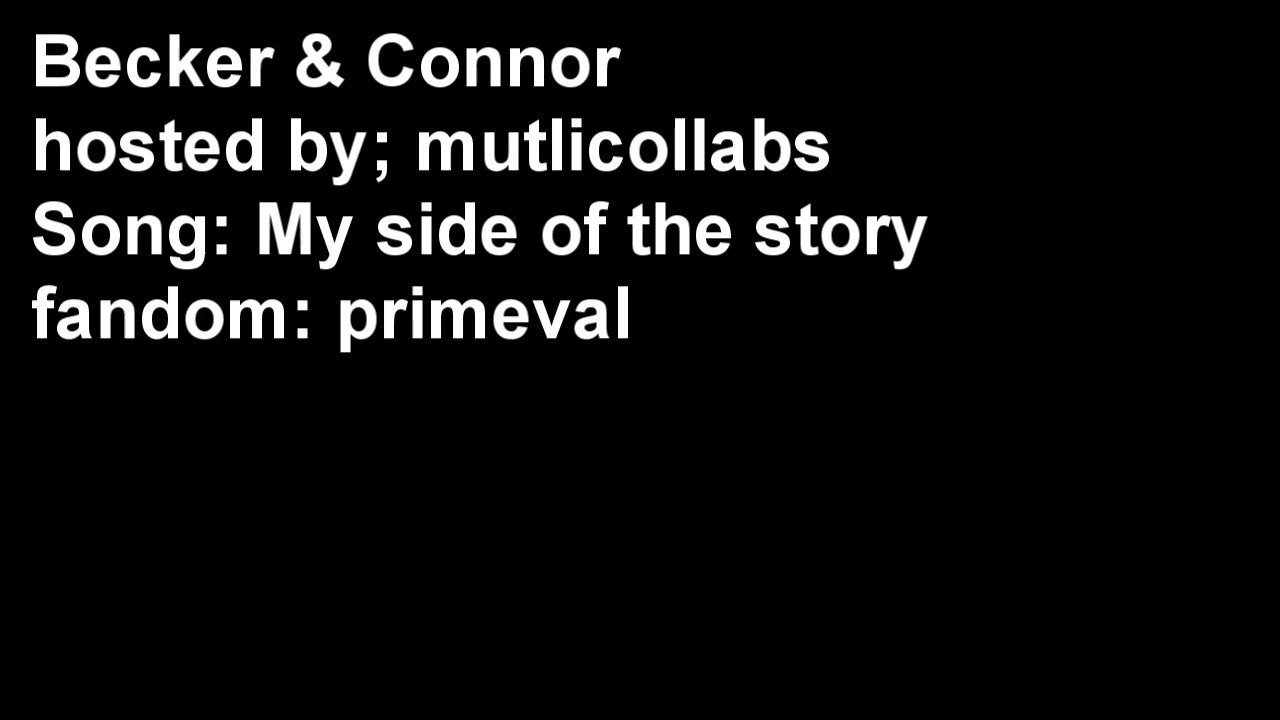 Becker & Connor
hosted by; mutlicollabs
Song: My side of the story
fandom: primeval